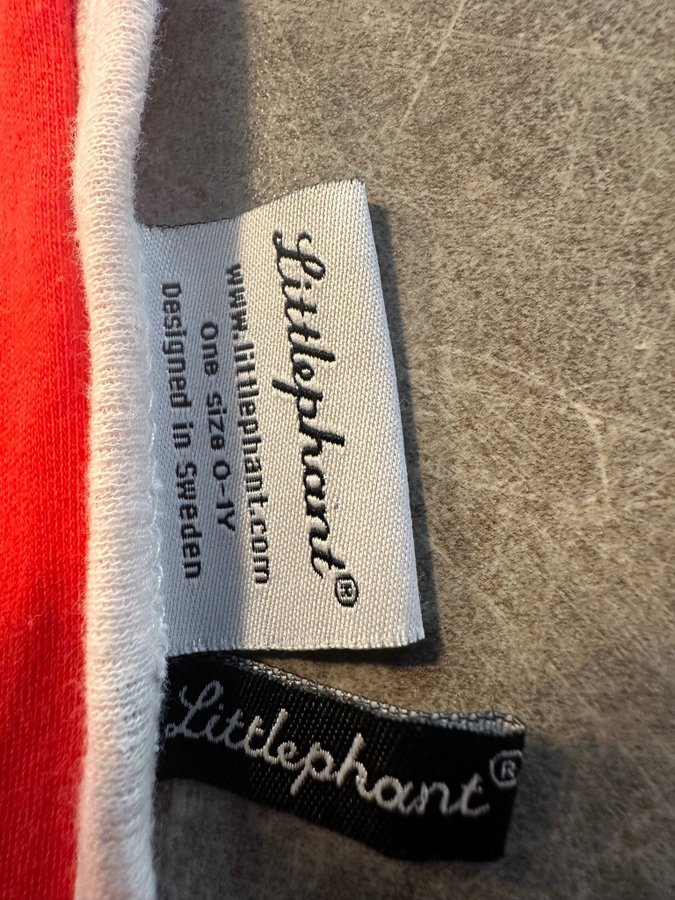 Littlephant®
www.littlephant.com
One size 0-1Y
Designed in Sweden
Littlephant®